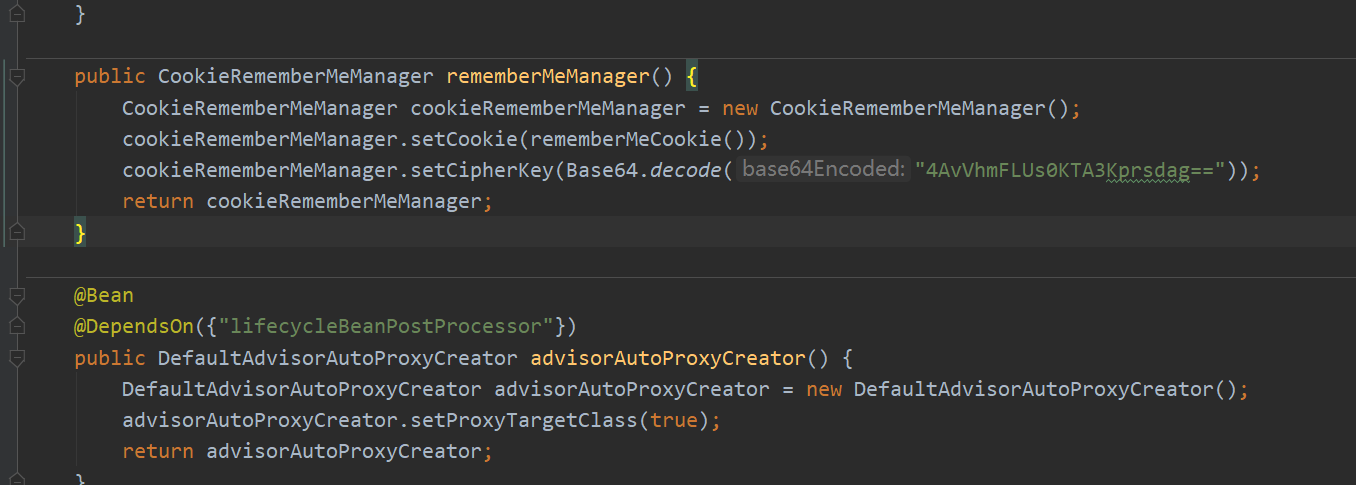 }
public CookieRememberMeManager rememberMeManager() {
CookieRememberMeManager cookieRememberMeManager = new CookieRememberMeManager();
cookieRememberMeManager.setCookie(rememberMeCookie());
cookieRememberMeManager.setCipherKey(Base64.decode( base64Encoded: "4AvVhmFLUs0KTA3Kprsdag=="));
return cookieRememberMeManager;
}
@Bean
@DependsOn({"lifecycleBeanPostProcessor"})
public DefaultAdvisorAutoProxyCreator advisorAutoProxyCreator() {
DefaultAdvisorAutoProxyCreator advisorAutoProxyCreator = new DefaultAdvisorAutoProxyCreator();
advisorAutoProxyCreator.setProxyTargetClass(true);
return advisorAutoProxyCreator;
}